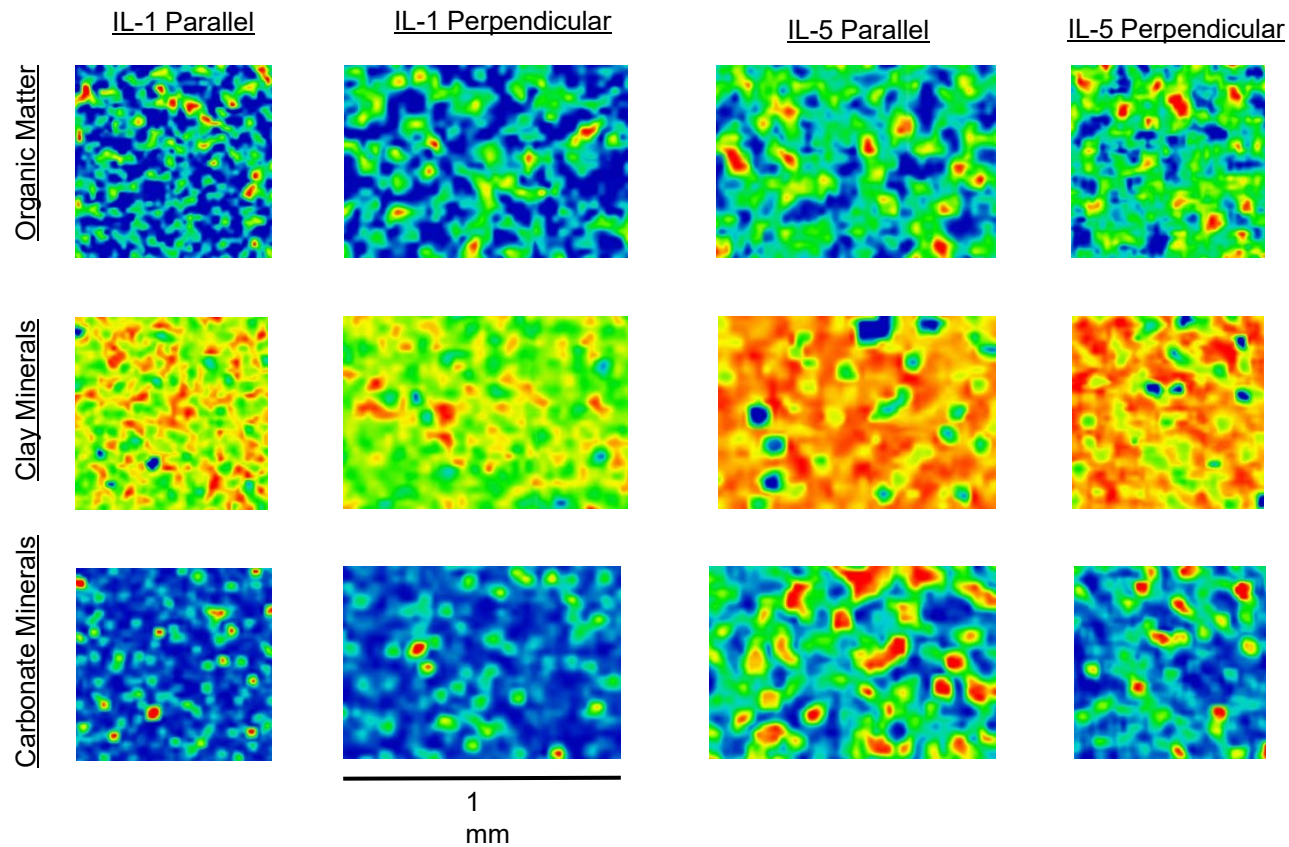 IL-1 Parallel
IL-1 Perpendicular
IL-5 Parallel
IL-5 Perpendicular
Organic Matter
Clay Minerals
Carbonate Minerals
1
mm